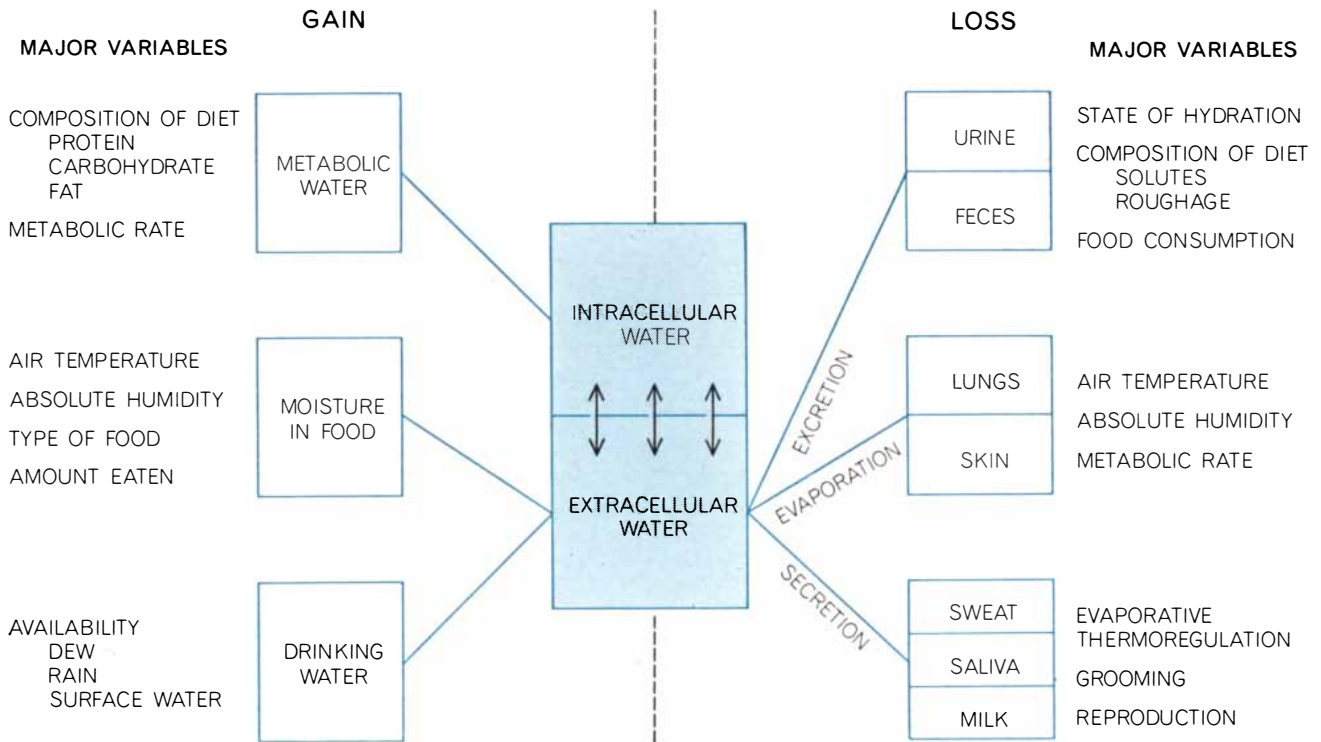 GAIN
MAJOR VARIABLES
COMPOSITION OF DIET
PROTEIN
CARBOHYDRATE
FAT
METABOLIC RATE
METABOLIC
WATER
AIR TEMPERATURE
ABSOLUTE HUMIDITY
TYPE OF FOOD
AMOUNT EATEN
MOISTURE
IN FOOD
AVAILABILITY
DEW
RAIN
SURFACE WATER
DRINKING
WATER
INTRACELLULAR
WATER
EXTRACELLULAR
WATER
LOSS
MAJOR VARIABLES
EXCRETION
URINE
FECES
STATE OF HYDRATION
COMPOSITION OF DIET
SOLUTES
ROUGHAGE
FOOD CONSUMPTION
EVAPORATION
LUNGS
SKIN
AIR TEMPERATURE
ABSOLUTE HUMIDITY
METABOLIC RATE
SECRETION
SWEAT
SALIVA
MILK
EVAPORATIVE
THERMOREGULATION
GROOMING
REPRODUCTION